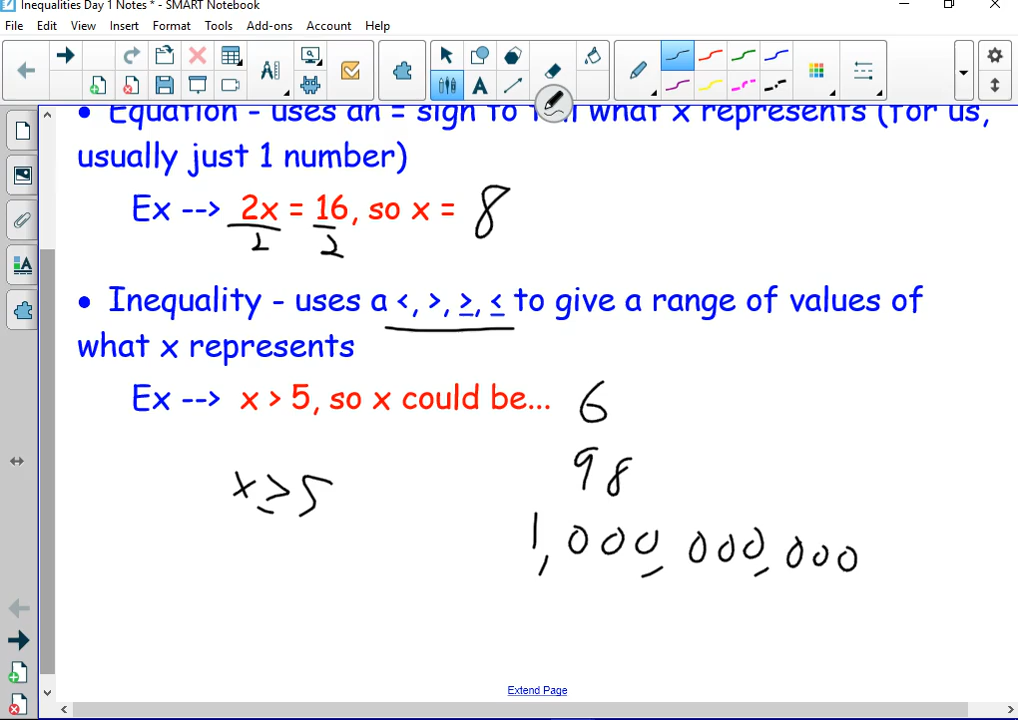 Inequalities Day 1 Notes * - SMART Notebook
File Edit View Insert Format Tools Add-ons Account Help
• Equation - uses an = sign to tell what x represents (for us,
usually just 1 number)
Ex --> 2x = 16, so x = 8
2 2
• Inequality - uses a <, >, ≥, ≤ to give a range of values of
what x represents
Ex --> x > 5, so x could be... 6
98
x ≥ 5
1,000,000,000
Extend Page